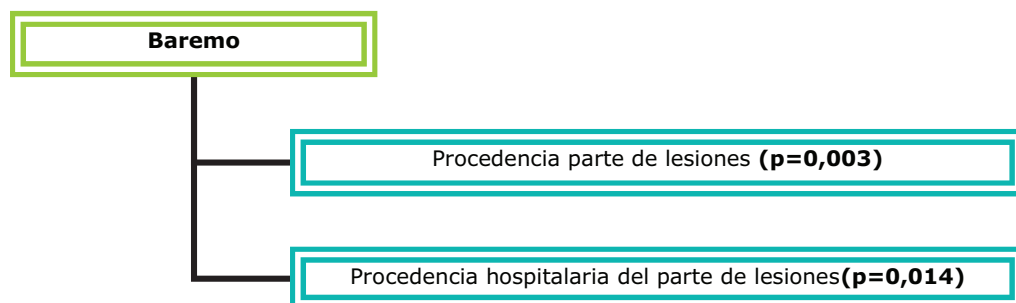 Baremo
Procedencia parte de lesiones (p=0,003)
Procedencia hospitalaria del parte de lesiones(p=0,014)